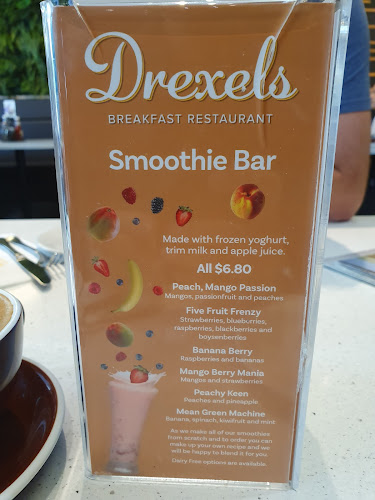 Drexels
BREAKFAST RESTAURANT
Smoothie Bar
Made with frozen yoghurt,
trim milk and apple juice.
All $6.80
Peach, Mango Passion
Mangos, passionfruit and peaches
Five Fruit Frenzy
Strawberries, blueburries,
raspberries, blackberries and
boysenberries
Banana Berry
Raspberries and bananas
Mango Berry Mania
Mangos and strawberries
Peachy Keen
Peaches and pineapple
Mean Green Machine
Banana, spinach, kiwifruit and mint
As we make all of our smoothies
from scratch and to order you can
make up your own recipe and we
will be happy to blend it for you.
Dairy free options are available.